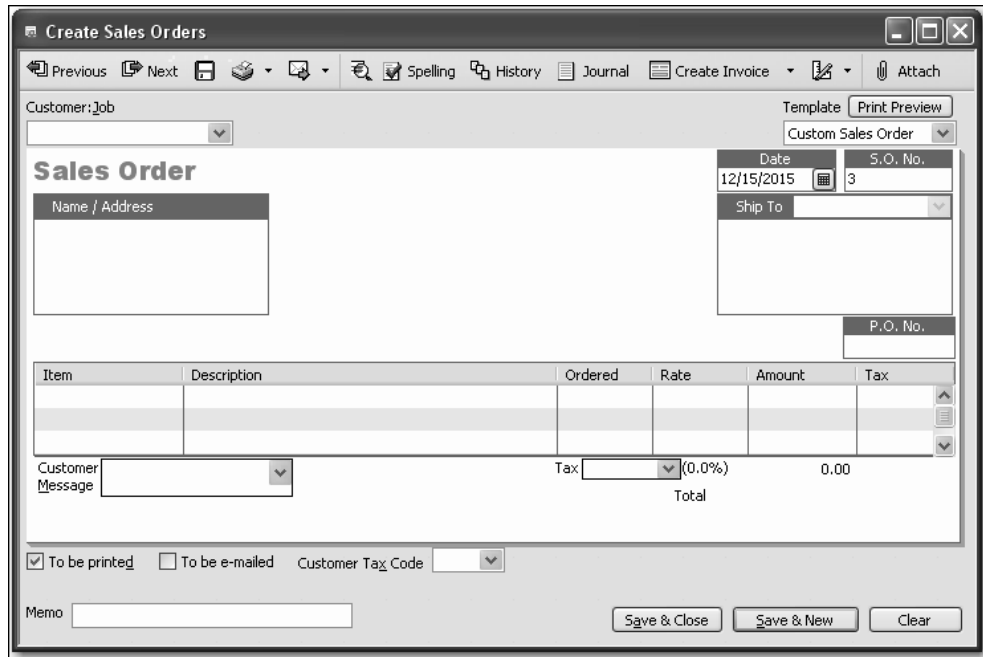 Create Sales Orders
Previous Next Spelling History Journal Create Invoice Attach
Customer:Job
Template Print Preview
Custom Sales Order
Sales Order
Date S.O. No.
12/15/2015 3
Name / Address
Ship To
P.O. No.
Item Description Ordered Rate Amount Tax
Customer Message
Tax (0.0%) 0.00
Total
To be printed To be e-mailed Customer Tax Code
Memo
Save & Close Save & New Clear